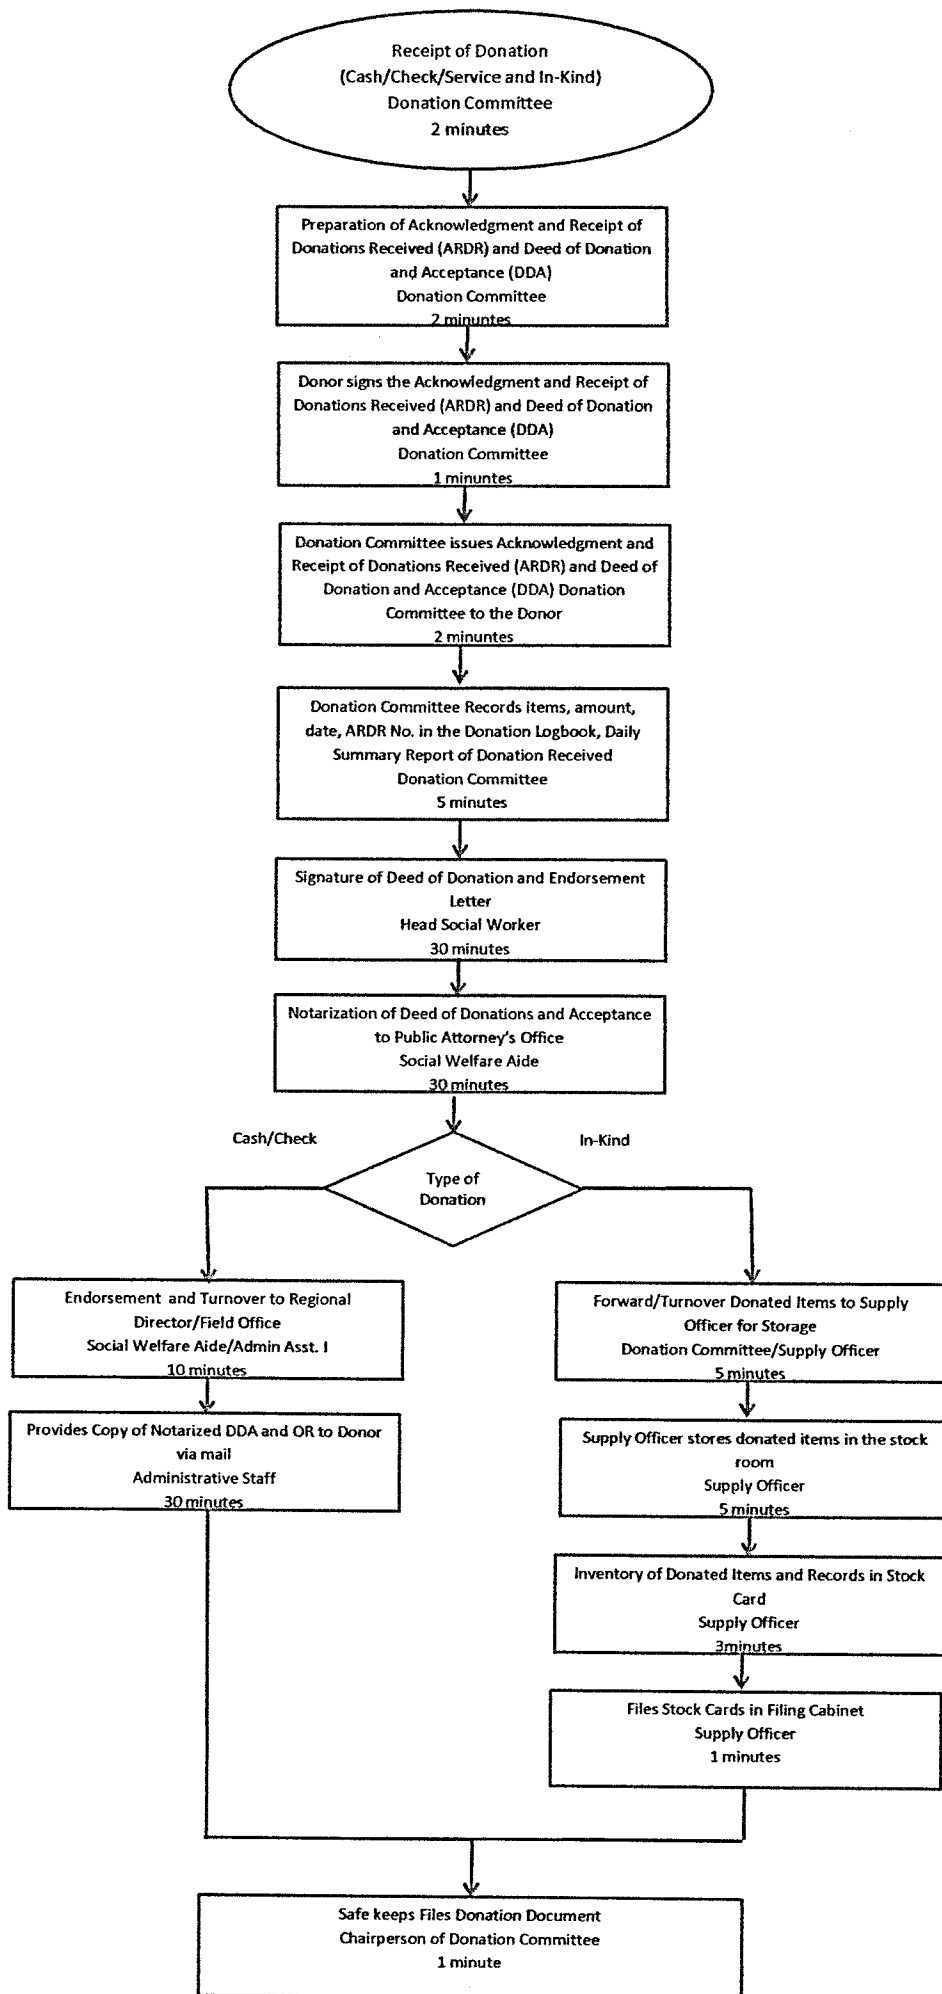 Receipt of Donation
(Cash/Check/Service and In-Kind)
Donation Committee
2 minutes
Preparation of Acknowledgment and Receipt of
Donations Received (ARDR) and Deed of Donation
and Acceptance (DDA)
Donation Committee
2 minuntes
Donor signs the Acknowledgment and Receipt of
Donations Received (ARDR) and Deed of Donation
and Acceptance (DDA)
Donation Committee
1 minuntes
Donation Committee issues Acknowledgment and
Receipt of Donations Received (ARDR) and Deed of
Donation and Acceptance (DDA) Donation
Committee to the Donor
2 minuntes
Donation Committee Records items, amount,
date, ARDR No. in the Donation Logbook, Daily
Summary Report of Donation Received
Donation Committee
5 minutes
Signature of Deed of Donation and Endorsement
Letter
Head Social Worker
30 minutes
Notarization of Deed of Donations and Acceptance
to Public Attorney's Office
Social Welfare Aide
30 minutes
Cash/Check
In-Kind
Type of
Donation
Endorsement and Turnover to Regional
Director/Field Office
Social Welfare Aide/Admin Asst. I
10 minutes
Provides Copy of Notarized DDA and OR to Donor
via mail
Administrative Staff
30 minutes
Forward/Turnover Donated Items to Supply
Officer for Storage
Donation Committee/Supply Officer
5 minutes
Supply Officer stores donated items in the stock
room
Supply Officer
5 minutes
Inventory of Donated Items and Records in Stock
Card
Supply Officer
3minutes
Files Stock Cards in Filing Cabinet
Supply Officer
1 minutes
Safe keeps Files Donation Document
Chairperson of Donation Committee
1 minute